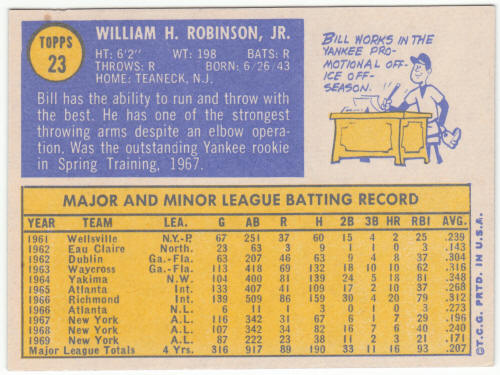 TOPPS
23
WILLIAM H. ROBINSON, JR.
HT: 6'2" WT: 198 BATS: R
THROWS: R BORN: 6/26/43
HOME: TEANECK, N.J.
Bill has the ability to run and throw with
the best. He has one of the strongest
throwing arms despite an elbow opera-
tion. Was the outstanding Yankee rookie
in Spring Training, 1967.
BILL WORKS IN THE
YANKEE PRO-
MOTIONAL OFF-
ICE OFF-
SEASON.
MAJOR AND MINOR LEAGUE BATTING RECORD
YEAR TEAM LEA. G AB R H 2B 3B HR RBI AVG.
1961 Wellsville N.Y.-P. 67 251 37 60 15 4 2 25 .239
1962 Eau Claire North. 23 63 3 9 1 0 1 3 .143
1962 Dublin Ga.-Fla. 63 207 46 63 9 4 8 37 .304
1963 Waycross Ga.-Fla. 113 418 69 132 18 10 10 62 .316
1964 Yakima N.W. 104 400 81 139 24 5 18 81 .348
1965 Atlanta Int. 133 407 41 109 14 2 10 37 .268
1966 Richmond Int. 139 509 86 159 30 4 20 79 .312
1966 Atlanta N.L. 6 11 1 3 0 1 0 3 .273
1967 New York A.L. 116 342 31 67 6 1 7 29 .196
1968 New York A.L. 107 342 34 82 16 7 6 40 .240
1969 New York A.L. 87 222 23 38 11 2 3 21 .171
Major League Totals 4 Yrs. 316 917 89 190 33 11 16 93 .207
©T.C.G. PRTD. IN U.S.A.